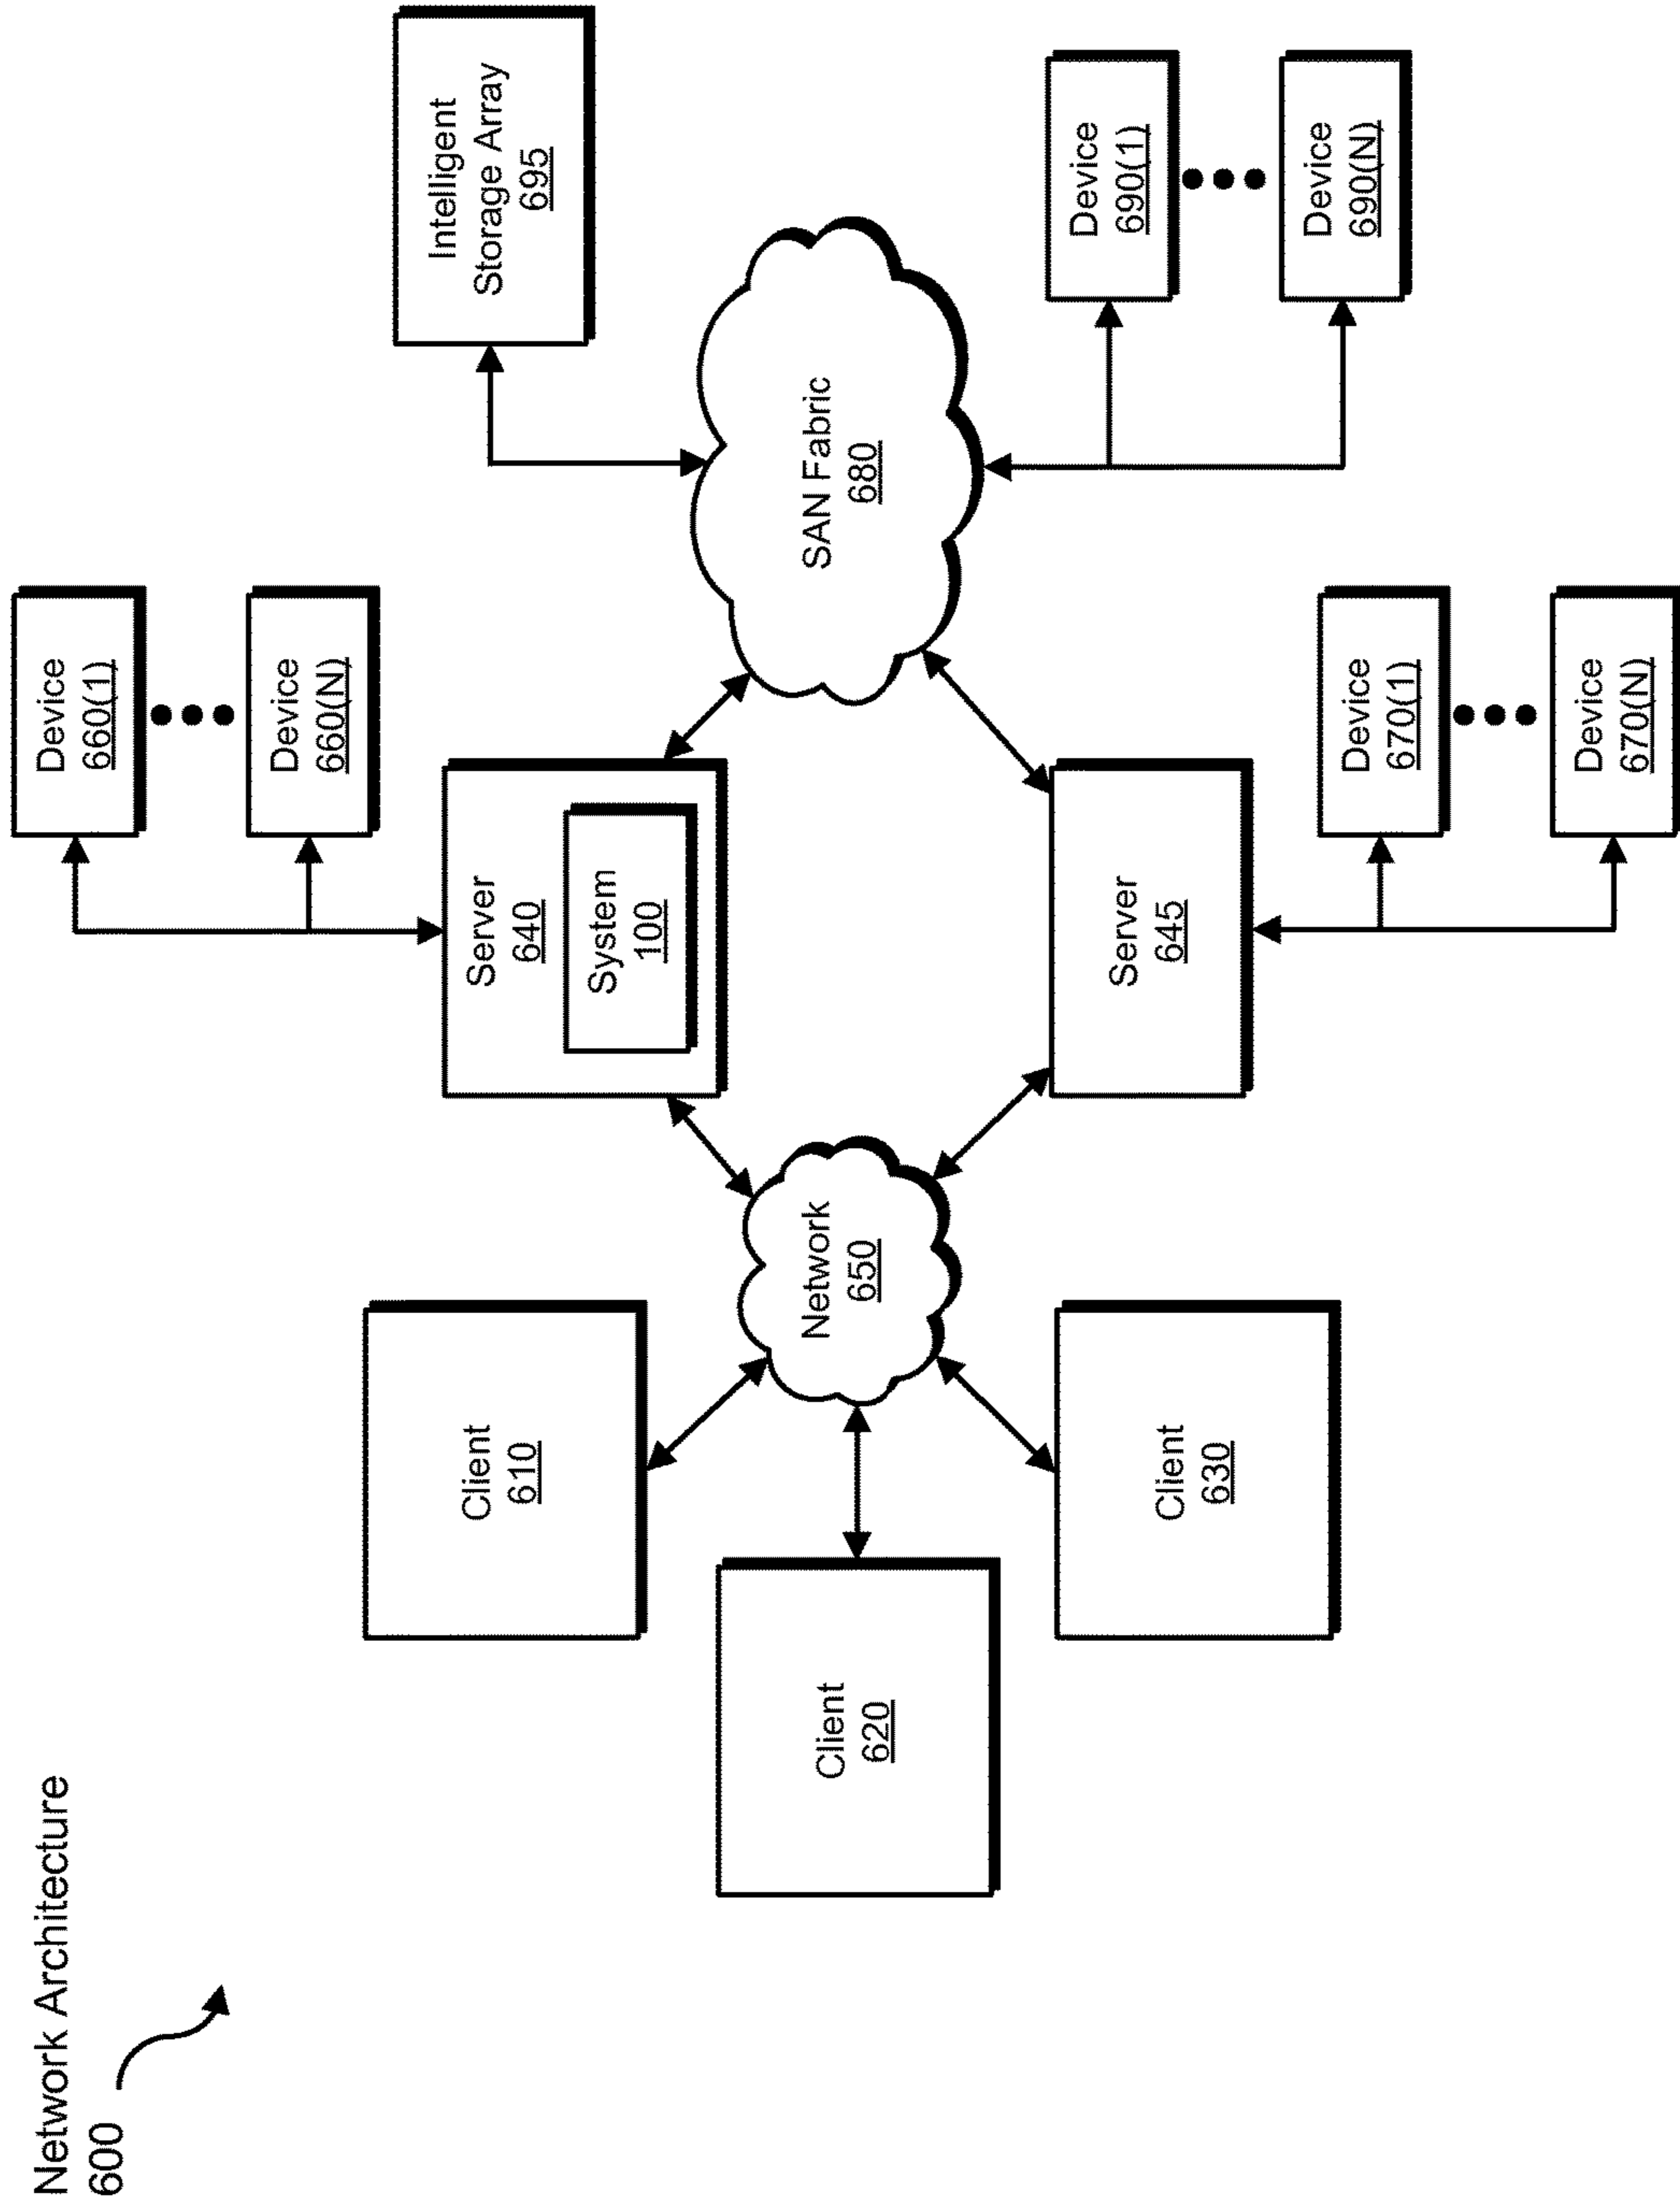 Network Architecture
600
Client
610
Client
620
Client
630
Network
650
Server
640
System
100
Server
645
Device
660(1)
Device
660(N)
Device
670(1)
Device
670(N)
SAN Fabric
680
Intelligent
Storage Array
695
Device
690(1)
Device
690(N)